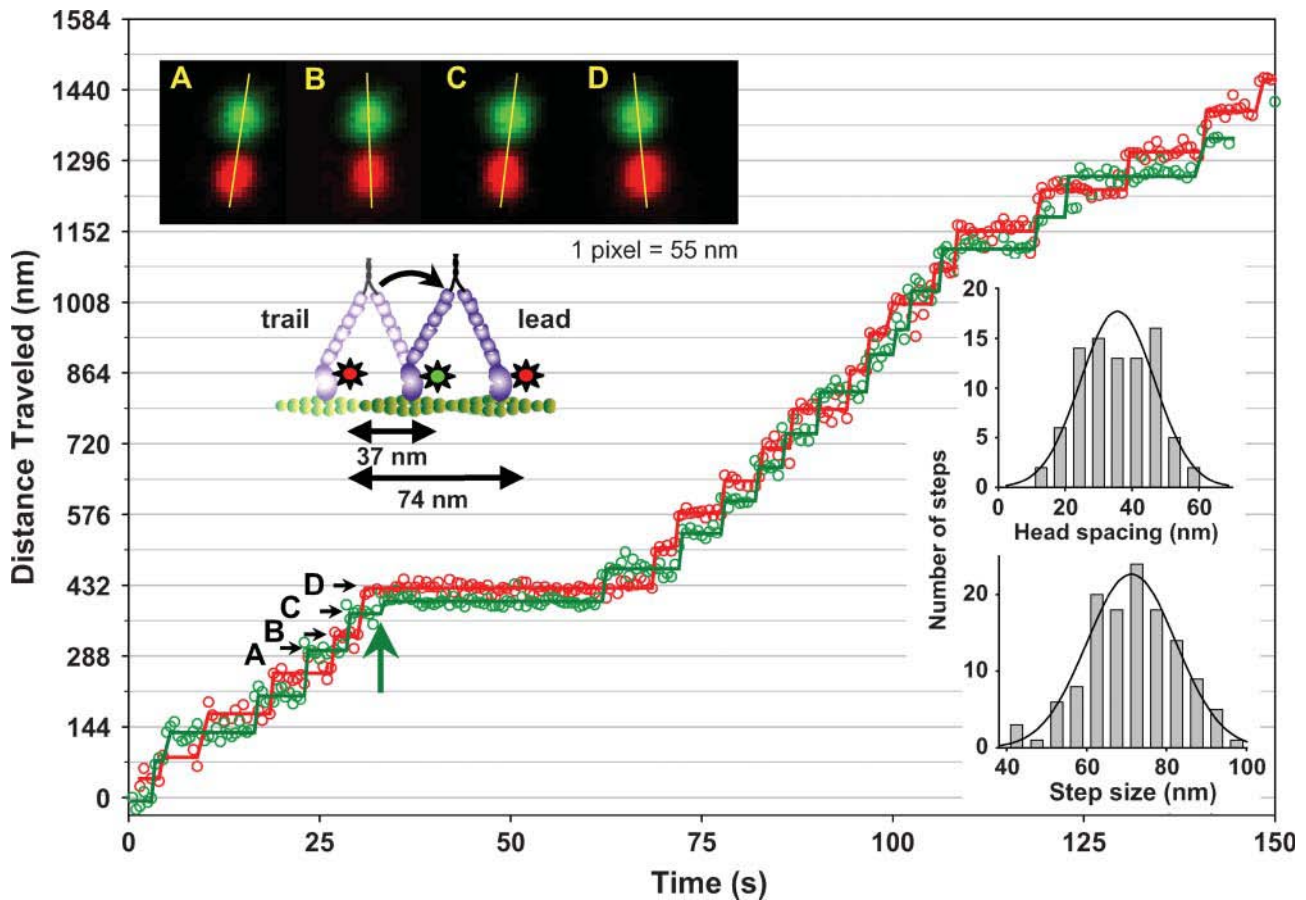 1584
1440
1296
1152
1008
864
720
576
432
288
144
0
Distance Traveled (nm)
A B C D
1 pixel = 55 nm
trail lead
37 nm
74 nm
D
C
B
A
20
15
10
5
0
0 20 40 60
Head spacing (nm)
Number of steps
20
10
0
40 60 80 100
Step size (nm)
0 25 50 75 100 125 150
Time (s)